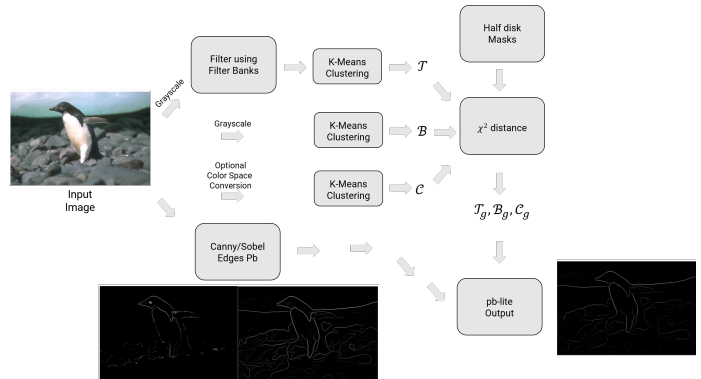 Half disk
Masks
Filter using
Filter Banks
K-Means
Clustering
𝒯
Grayscale
Grayscale
K-Means
Clustering
ℬ
χ² distance
Optional
Color Space
Conversion
K-Means
Clustering
𝒞
Input
Image
𝒯g, ℬg, 𝒞g
Canny/Sobel
Edges Pb
pb-lite
Output